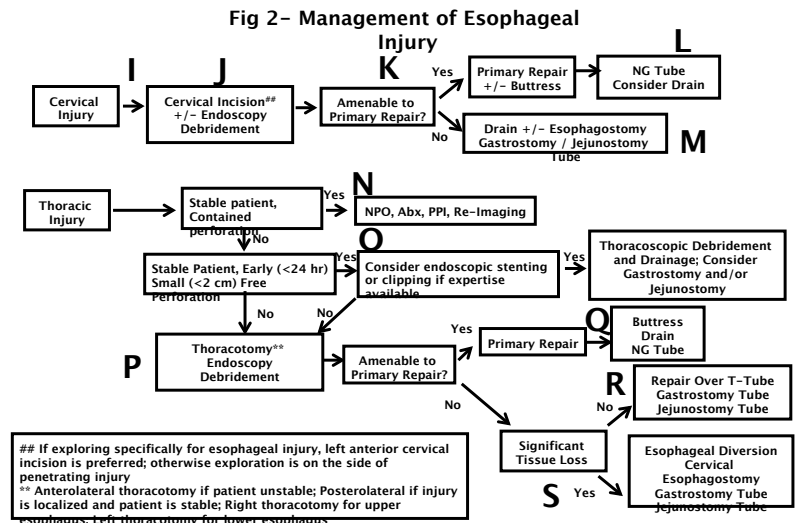 Fig 2- Management of Esophageal
Injury
I
J
K
L
Cervical
Injury
Cervical Incision##
+/- Endoscopy
Debridement
Amenable to
Primary Repair?
Yes
Primary Repair
+/- Buttress
NG Tube
Consider Drain
No
Drain +/- Esophagostomy
Gastrostomy / Jejunostomy
Tube
M
Thoracic
Injury
Stable patient,
Contained
perforation
Yes
N
NPO, Abx, PPI, Re-Imaging
No
Stable Patient, Early (<24 hr)
Small (<2 cm) Free
Perforation
Yes
O
Consider endoscopic stenting
or clipping if expertise
available
Yes
Thoracoscopic Debridement
and Drainage; Consider
Gastrostomy and/or
Jejunostomy
No
No
P
Thoracotomy**
Endoscopy
Debridement
Amenable to
Primary Repair?
Yes
Primary Repair
Q
Buttress
Drain
NG Tube
No
Significant
Tissue Loss
No
R
Repair Over T-Tube
Gastrostomy Tube
Jejunostomy Tube
S
Yes
Esophageal Diversion
Cervical
Esophagostomy
Gastrostomy Tube
Jejunostomy Tube
## If exploring specifically for esophageal injury, left anterior cervical
incision is preferred; otherwise exploration is on the side of
penetrating injury
** Anterolateral thoracotomy if patient unstable; Posterolateral if injury
is localized and patient is stable; Right thoracotomy for upper
esophagus, Left thoracotomy for lower esophagus